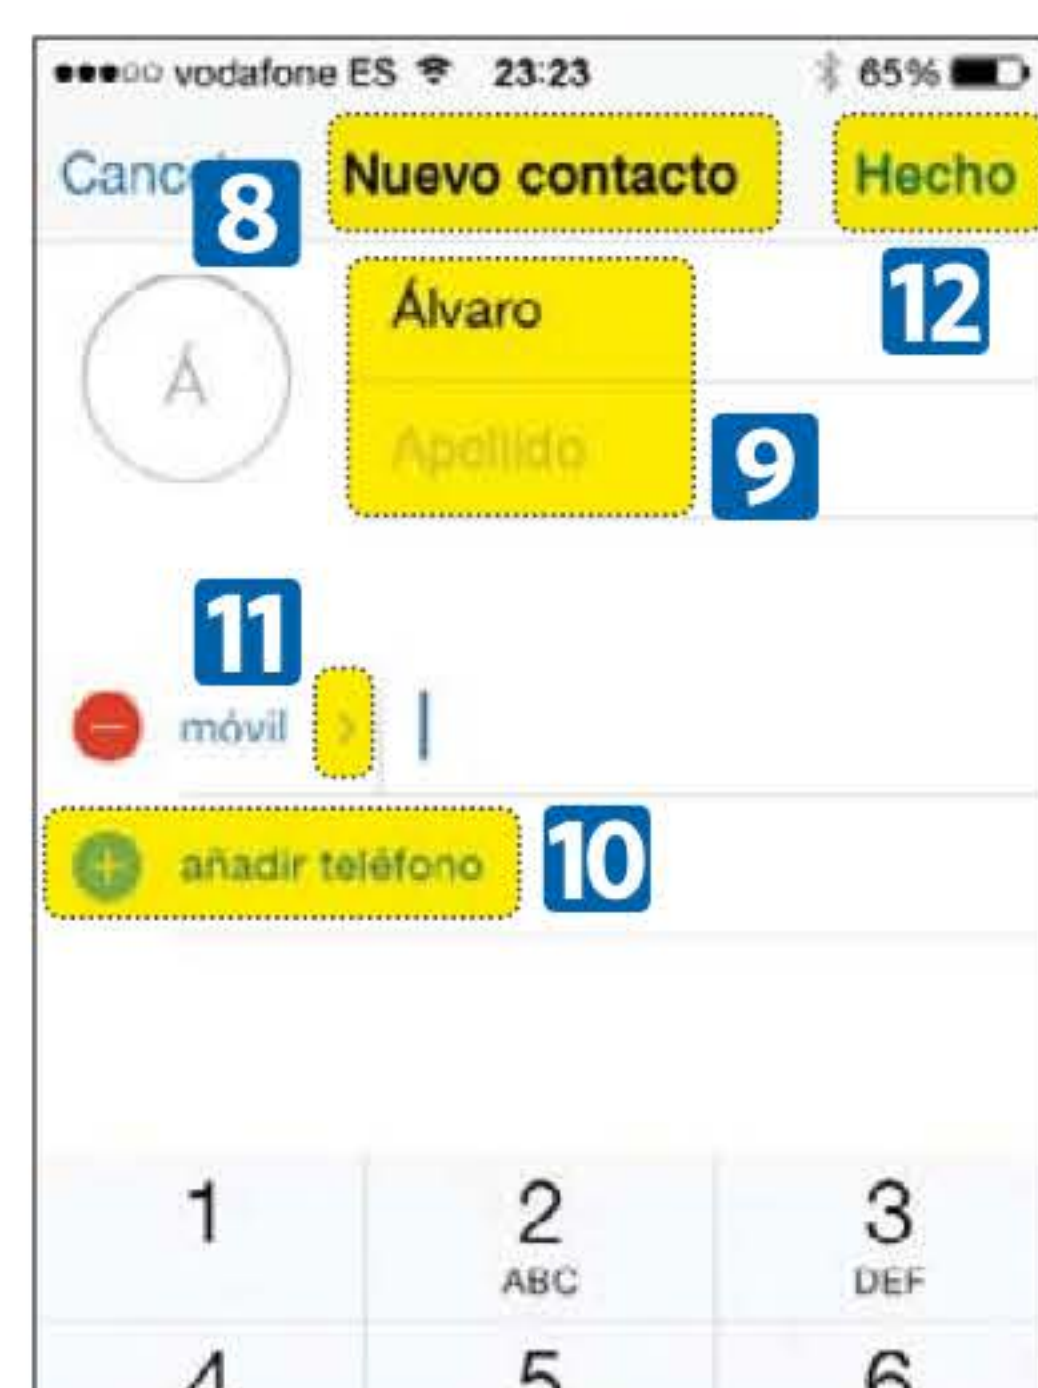 vodafone ES 23:23 65%
Nuevo contacto Hecho
8
12
Á
Álvaro
Apellido
9
11
móvil
añadir teléfono
10
1 2 3
ABC DEF
4 5 6